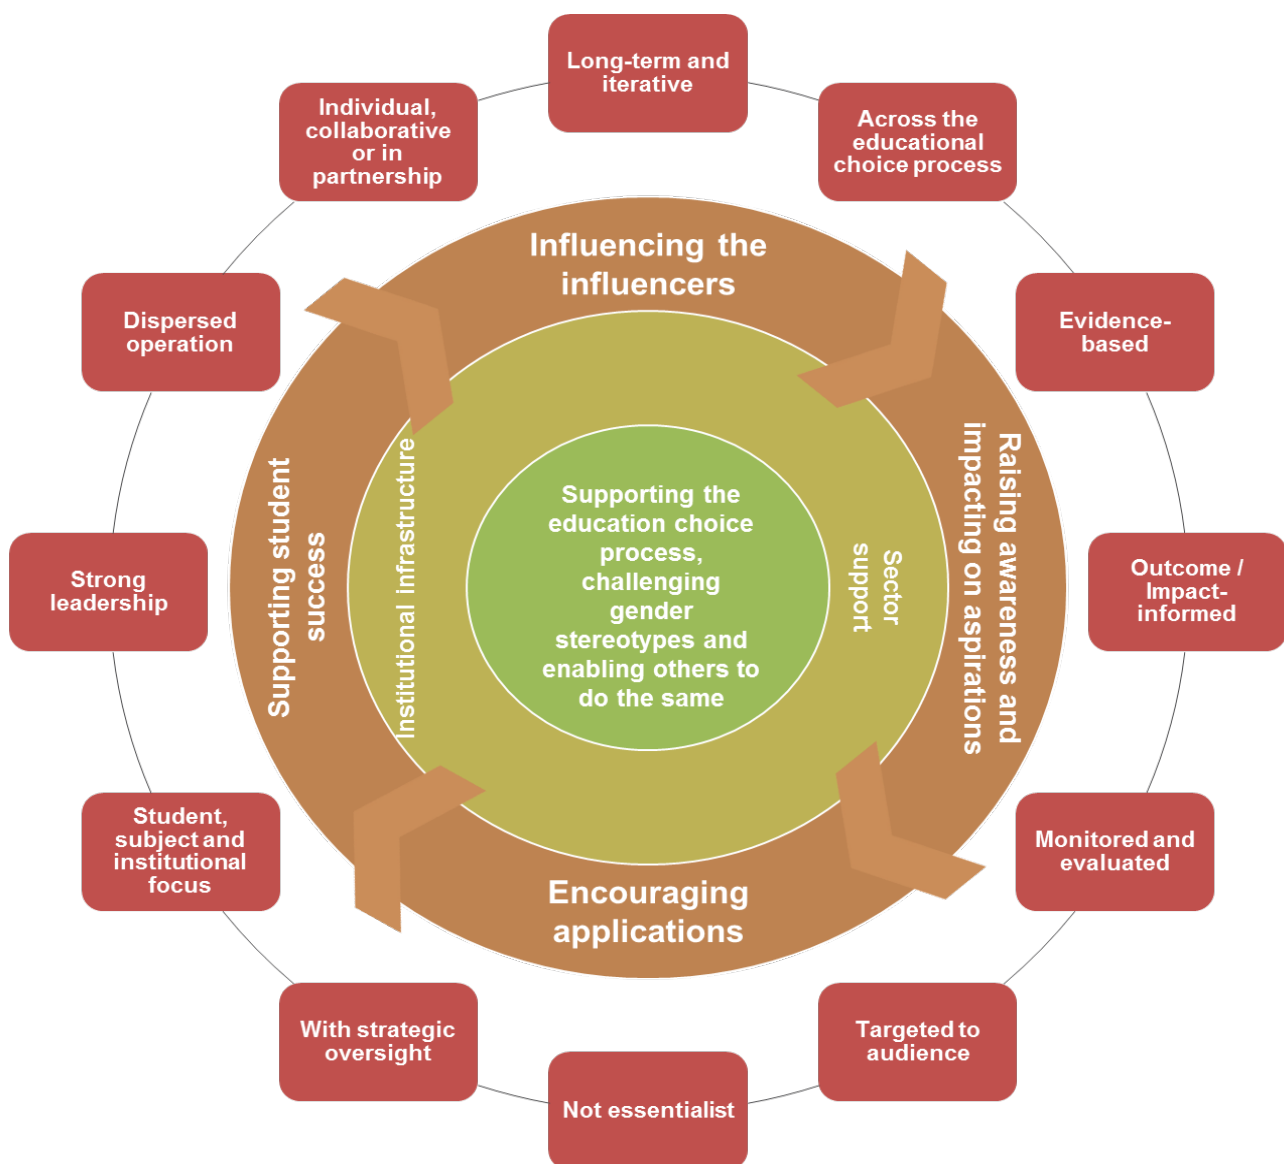 Long-term and
iterative
Across the
educational
choice process
Evidence-
based
Outcome /
Impact-
informed
Monitored and
evaluated
Targeted to
audience
Not essentialist
With strategic
oversight
Student,
subject and
institutional
focus
Strong
leadership
Dispersed
operation
Individual,
collaborative
or in
partnership
Influencing the
influencers
Raising awareness and
impacting on aspirations
Encouraging
applications
Supporting student
success
Institutional infrastructure
Sector
support
Supporting the
education choice
process,
challenging
gender
stereotypes and
enabling others to
do the same